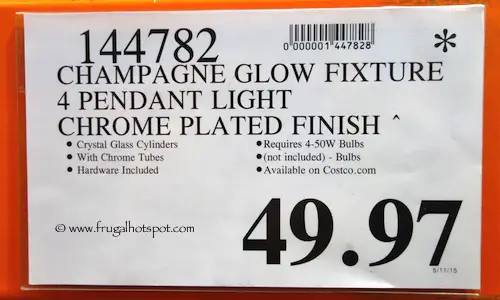 144782
0 000001 447828
*
CHAMPAGNE GLOW FIXTURE
4 PENDANT LIGHT
CHROME PLATED FINISH ^
• Crystal Glass Cylinders
• With Chrome Tubes
• Hardware Included
• Requires 4-50W Bulbs
• (not included) - Bulbs
• Available on Costco.com
© www.frugalhotspot.com
49.97
5/11/15